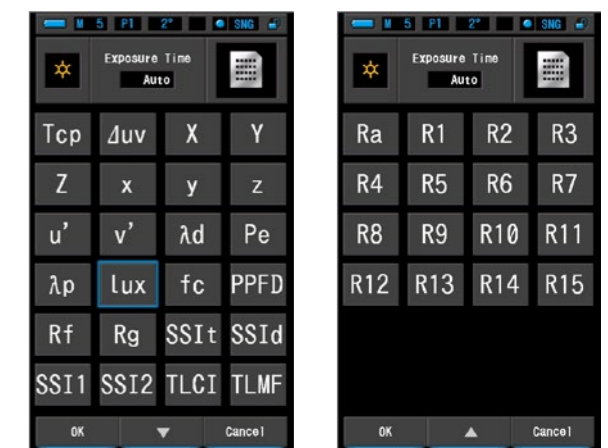 M 5 P1 2° SNG
Exposure Time
Auto
Tcp Δuv X Y
Z x y z
u' v' λd Pe
λp lux fc PPFD
Rf Rg SSIt SSId
SSI1 SSI2 TLCI TLMF
OK ▼ Cancel
M 5 P1 2° SNG
Exposure Time
Auto
Ra R1 R2 R3
R4 R5 R6 R7
R8 R9 R10 R11
R12 R13 R14 R15
OK ▲ Cancel